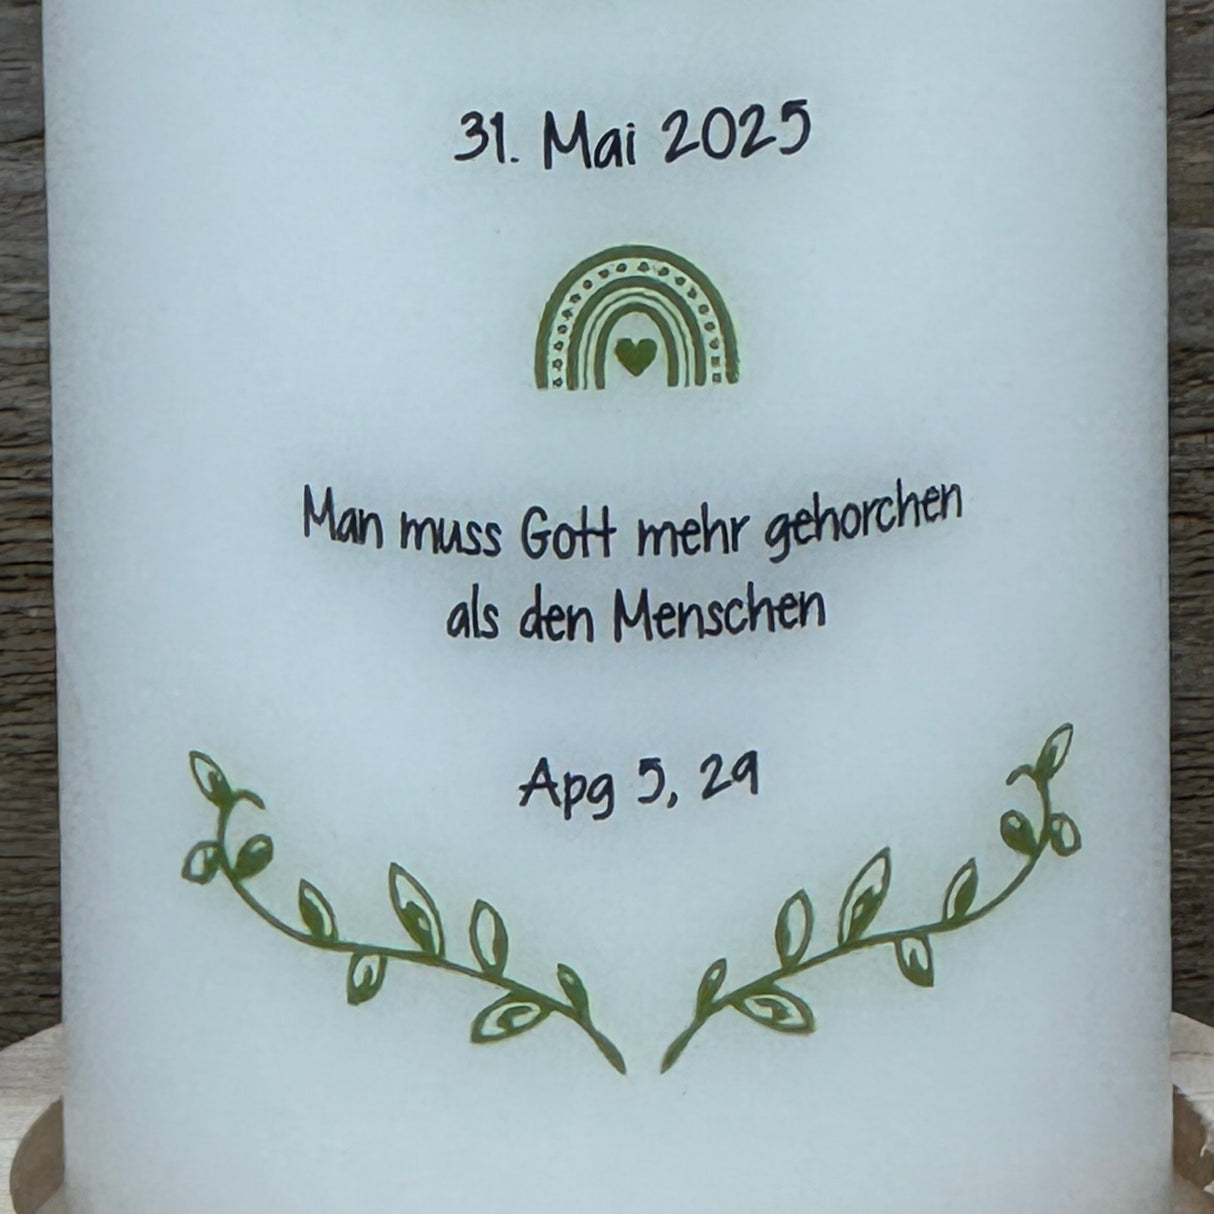 31. Mai 2025
Man muss Gott mehr gehorchen
als den Menschen
Apg 5, 29